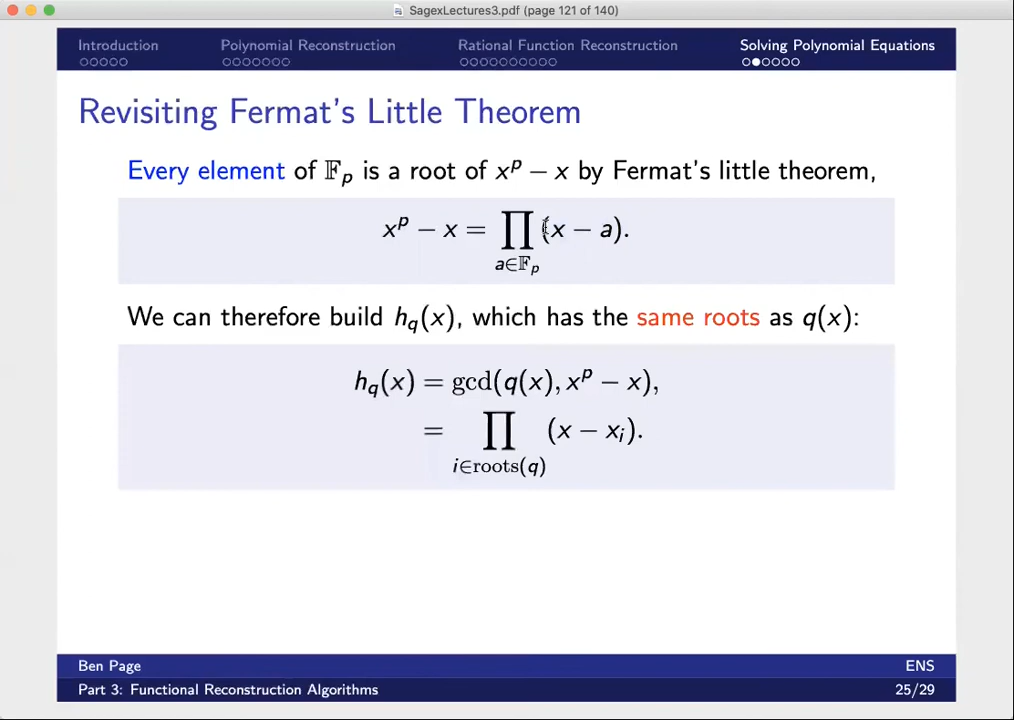 SagexLectures3.pdf (page 121 of 140)
Introduction Polynomial Reconstruction Rational Function Reconstruction Solving Polynomial Equations
Revisiting Fermat's Little Theorem
Every element of 𝔽ₚ is a root of xᵖ − x by Fermat's little theorem,
xᵖ − x = ∏ (x − a).
a∈𝔽ₚ
We can therefore build h_q(x), which has the same roots as q(x):
h_q(x) = gcd(q(x), xᵖ − x),
= ∏ (x − xᵢ).
i∈roots(q)
Ben Page ENS
Part 3: Functional Reconstruction Algorithms 25/29